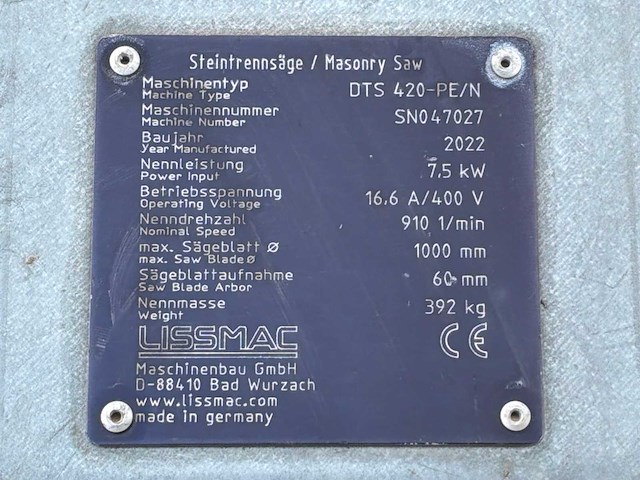 Steintrennsäge / Masonry Saw
Maschinentyp DTS 420-PE/N
Machine Type
Maschinennummer SN047027
Machine Number
Baujahr 2022
Year Manufactured
Nennleistung 7,5 kW
Power Input
Betriebsspannung 16,6 A/400 V
Operating Voltage
Nenndrehzahl 910 1/min
Nominal Speed
max. Sägeblatt Ø 1000 mm
max. Saw Blade Ø
Sägeblattaufnahme 60 mm
Saw Blade Arbor
Nennmasse 392 kg
Weight
LISSMAC CE
Maschinenbau GmbH
D-88410 Bad Wurzach
www.lissmac.com
made in germany